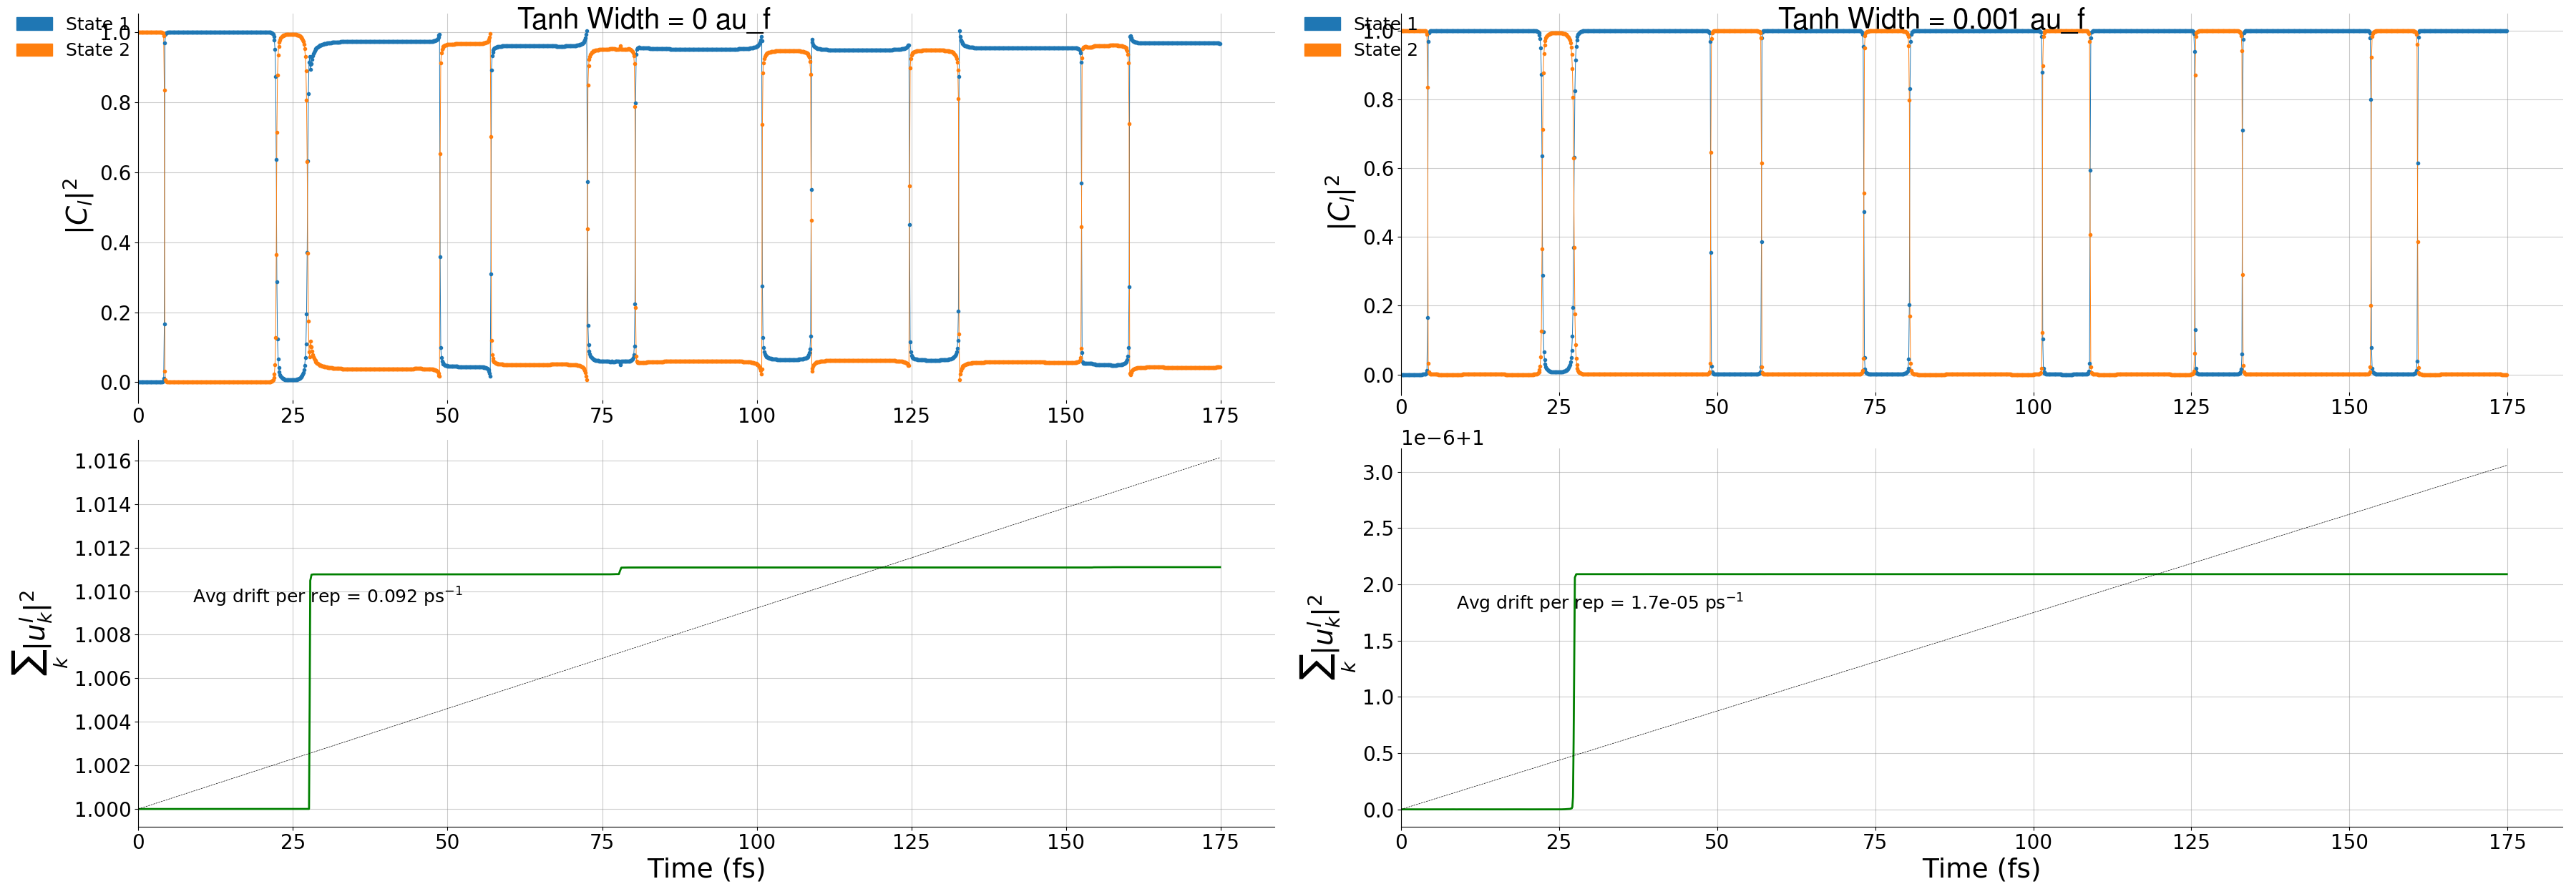 Tanh Width = 0 au_f
State 1
State 2
1.0
0.8
0.6
0.4
0.2
0.0
|C_l|^2
0 25 50 75 100 125 150 175
Tanh Width = 0.001 au_f
State 1
State 2
1.0
0.8
0.6
0.4
0.2
0.0
|C_l|^2
0 25 50 75 100 125 150 175
1.016
1.014
1.012
1.010
1.008
1.006
1.004
1.002
1.000
∑_k |u_k^l|^2
Avg drift per rep = 0.092 ps^{-1}
0 25 50 75 100 125 150 175
Time (fs)
1e−6+1
3.0
2.5
2.0
1.5
1.0
0.5
0.0
∑_k |u_k^l|^2
Avg drift per rep = 1.7e-05 ps^{-1}
0 25 50 75 100 125 150 175
Time (fs)